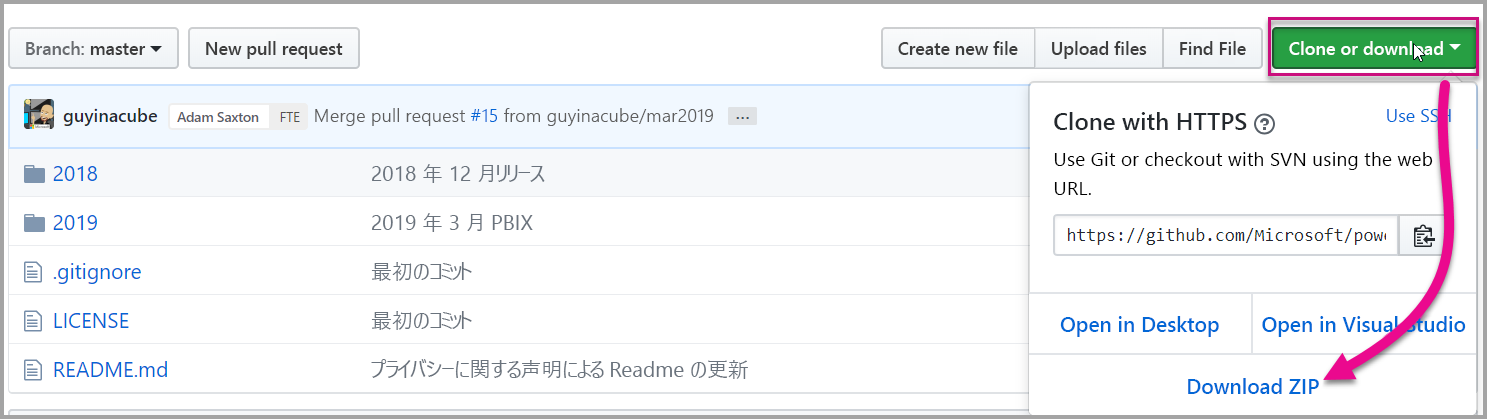 Branch: master
New pull request
Create new file
Upload files
Find File
Clone or download
guyinacube
Adam Saxton
FTE
Merge pull request #15 from guyinacube/mar2019
...
2018
2018 年 12 月リリース
2019
2019 年 3 月 PBIX
.gitignore
最初のコミット
LICENSE
最初のコミット
README.md
プライバシーに関する声明による Readme の更新
Clone with HTTPS ?
Use SSH
Use Git or checkout with SVN using the web
URL.
https://github.com/Microsoft/powe
Open in Desktop
Open in Visual Studio
Download ZIP